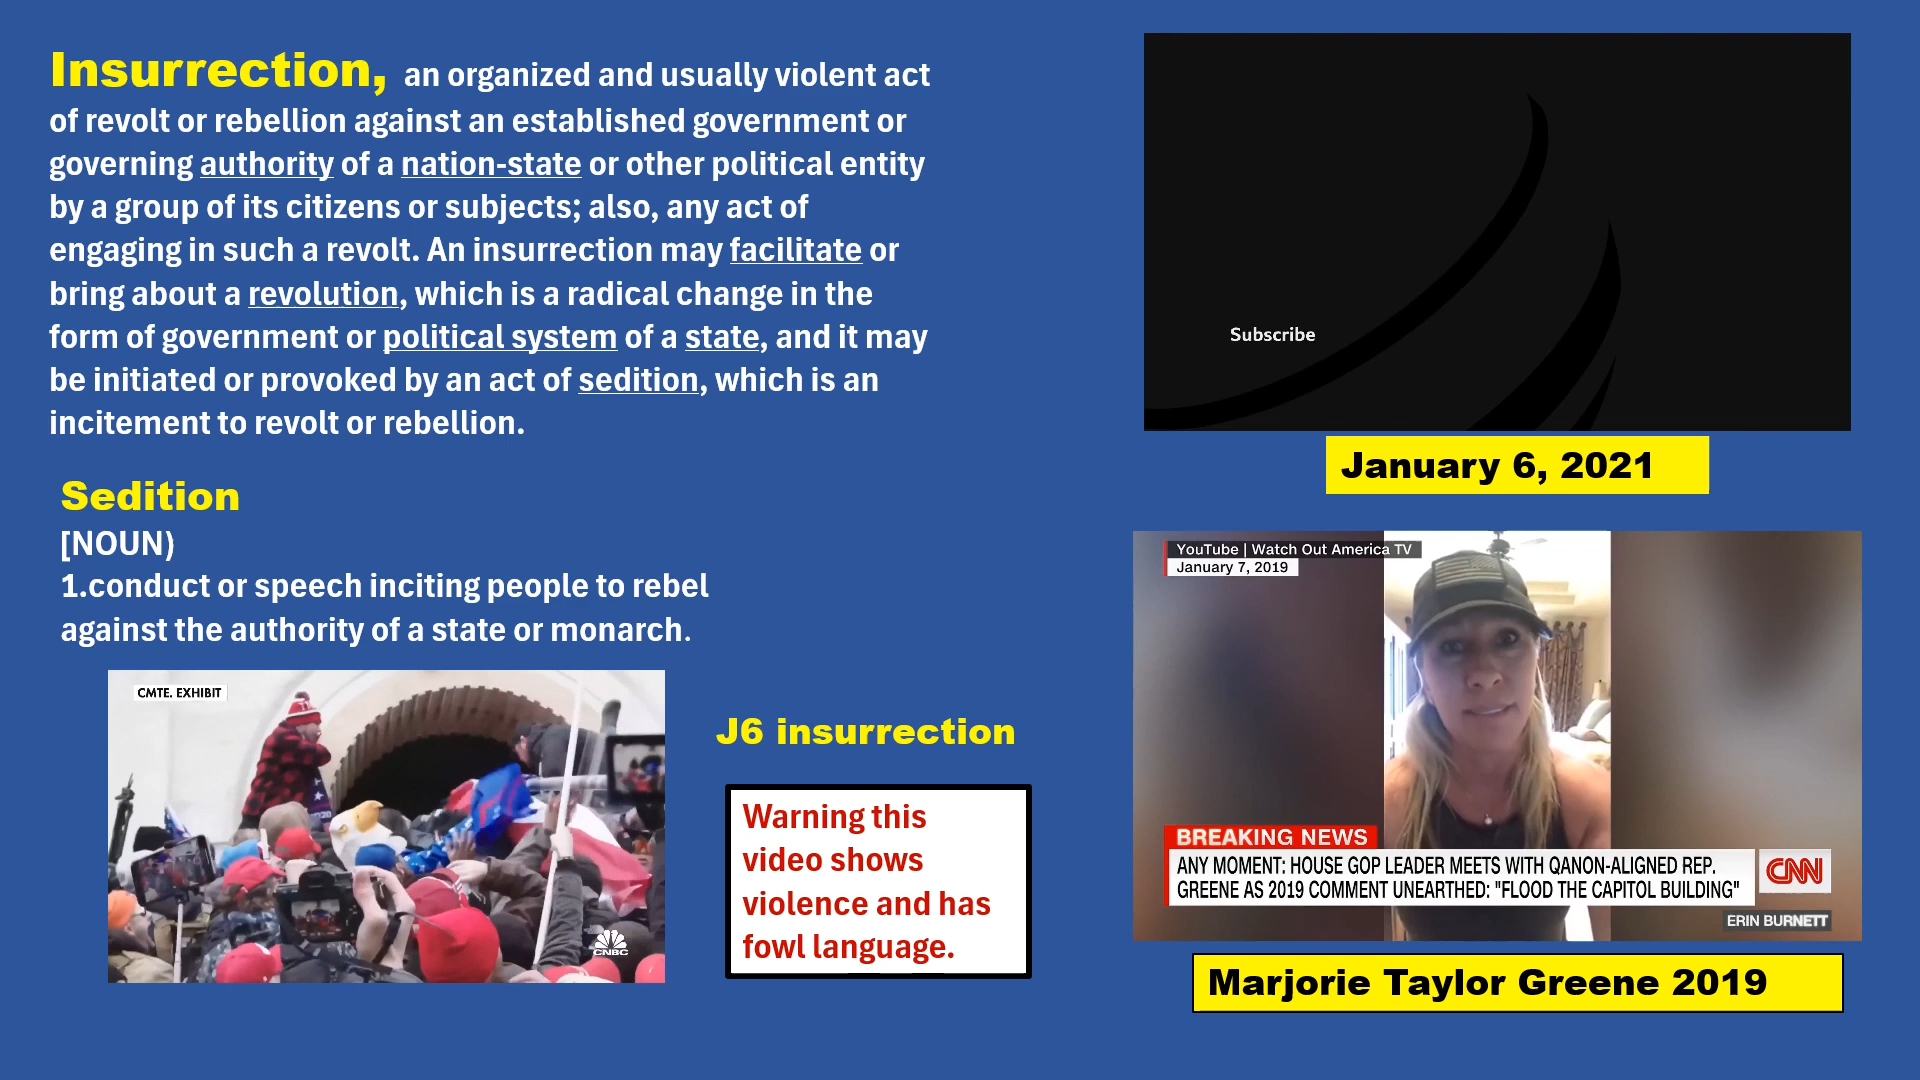 Insurrection, an organized and usually violent act
of revolt or rebellion against an established government or
governing authority of a nation-state or other political entity
by a group of its citizens or subjects; also, any act of
engaging in such a revolt. An insurrection may facilitate or
bring about a revolution, which is a radical change in the
form of government or political system of a state, and it may
be initiated or provoked by an act of sedition, which is an
incitement to revolt or rebellion.
Sedition
[NOUN)
1.conduct or speech inciting people to rebel
against the authority of a state or monarch.
CMTE. EXHIBIT
CNBC
J6 insurrection
Warning this
video shows
violence and has
fowl language.
Subscribe
January 6, 2021
YouTube | Watch Out America TV
January 7, 2019
BREAKING NEWS
ANY MOMENT: HOUSE GOP LEADER MEETS WITH QANON-ALIGNED REP.
GREENE AS 2019 COMMENT UNEARTHED: "FLOOD THE CAPITOL BUILDING"
CNN
ERIN BURNETT
Marjorie Taylor Greene 2019